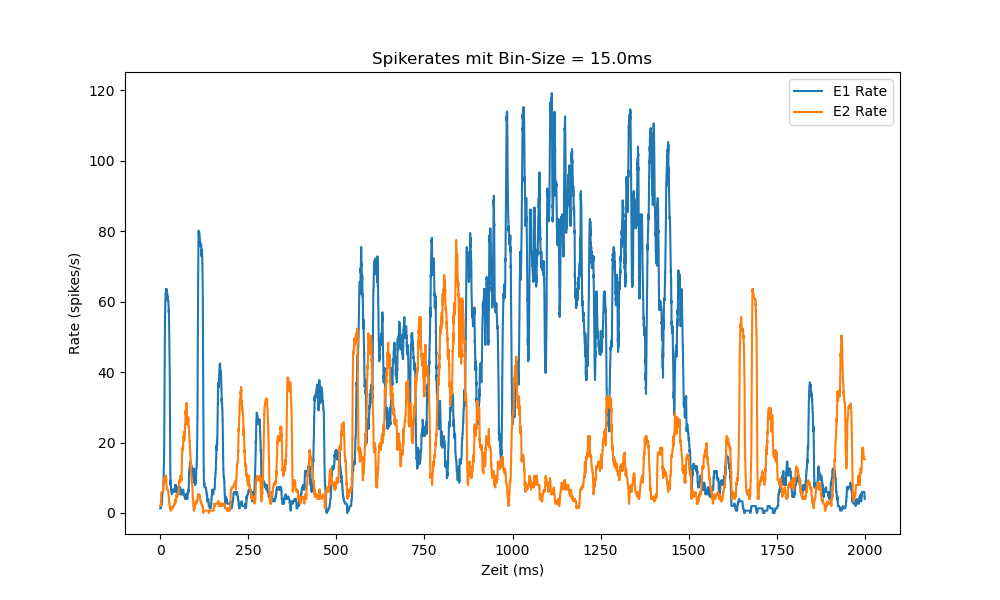 Spikerates mit Bin-Size = 15.0ms
E1 Rate
E2 Rate
Rate (spikes/s)
120
100
80
60
40
20
0
0 250 500 750 1000 1250 1500 1750 2000
Zeit (ms)